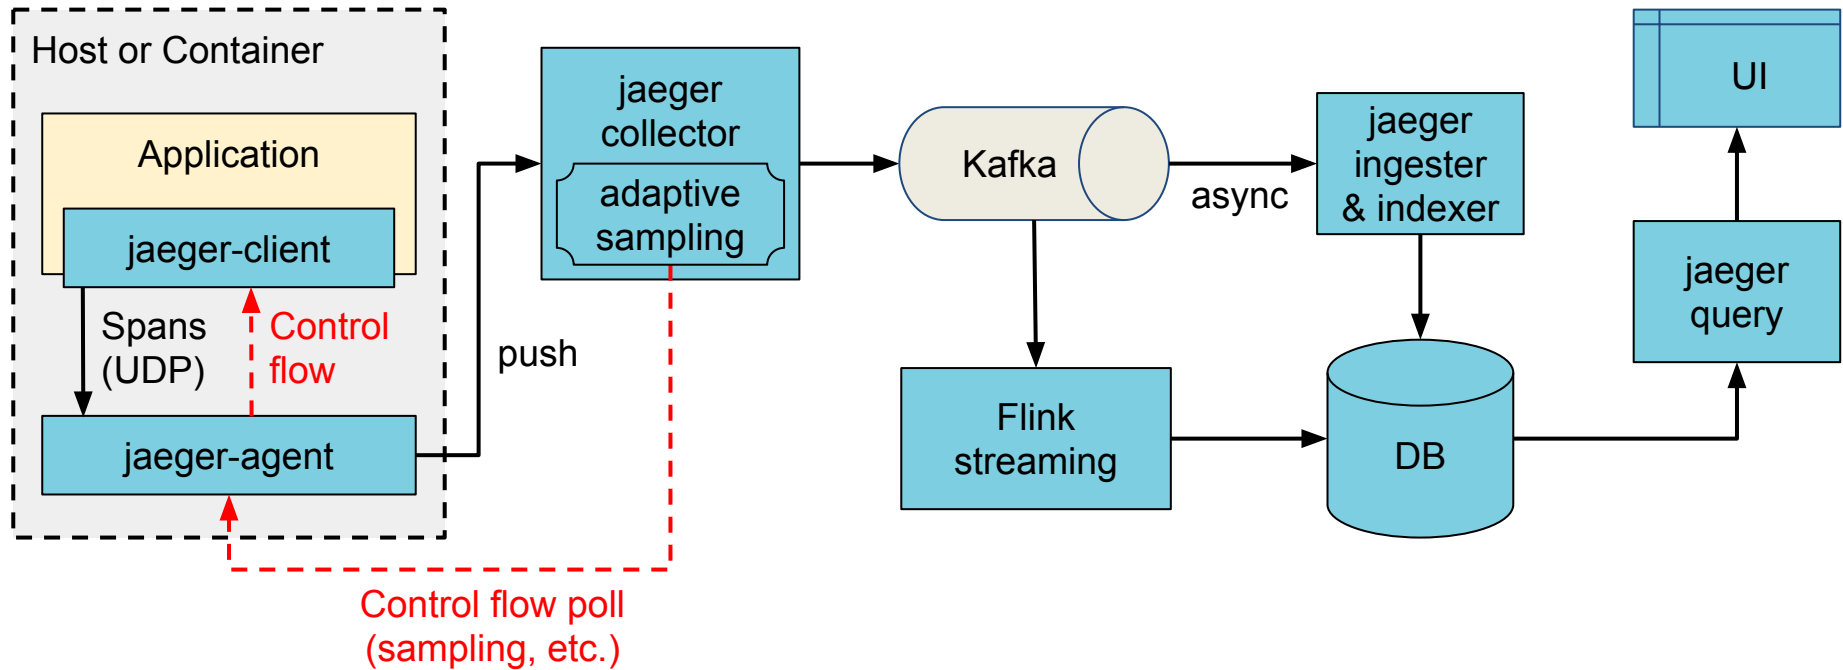 Host or Container
Application
jaeger-client
Spans
(UDP)
Control
flow
jaeger-agent
push
Control flow poll
(sampling, etc.)
jaeger
collector
adaptive
sampling
Kafka
async
jaeger
ingester
& indexer
Flink
streaming
DB
jaeger
query
UI